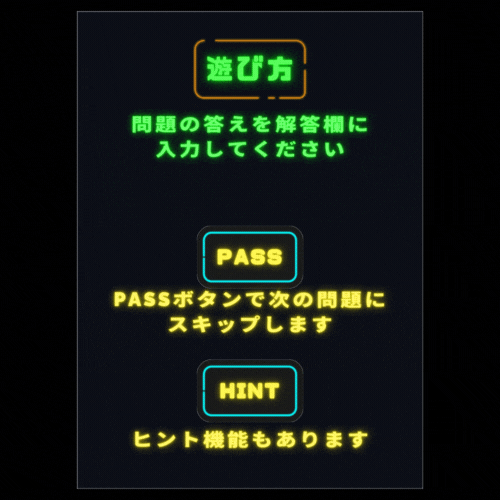 遊び方
問題の答えを解答欄に
入力してください
PASS
PASSボタンで次の問題に
スキップします
HINT
ヒント機能もあります